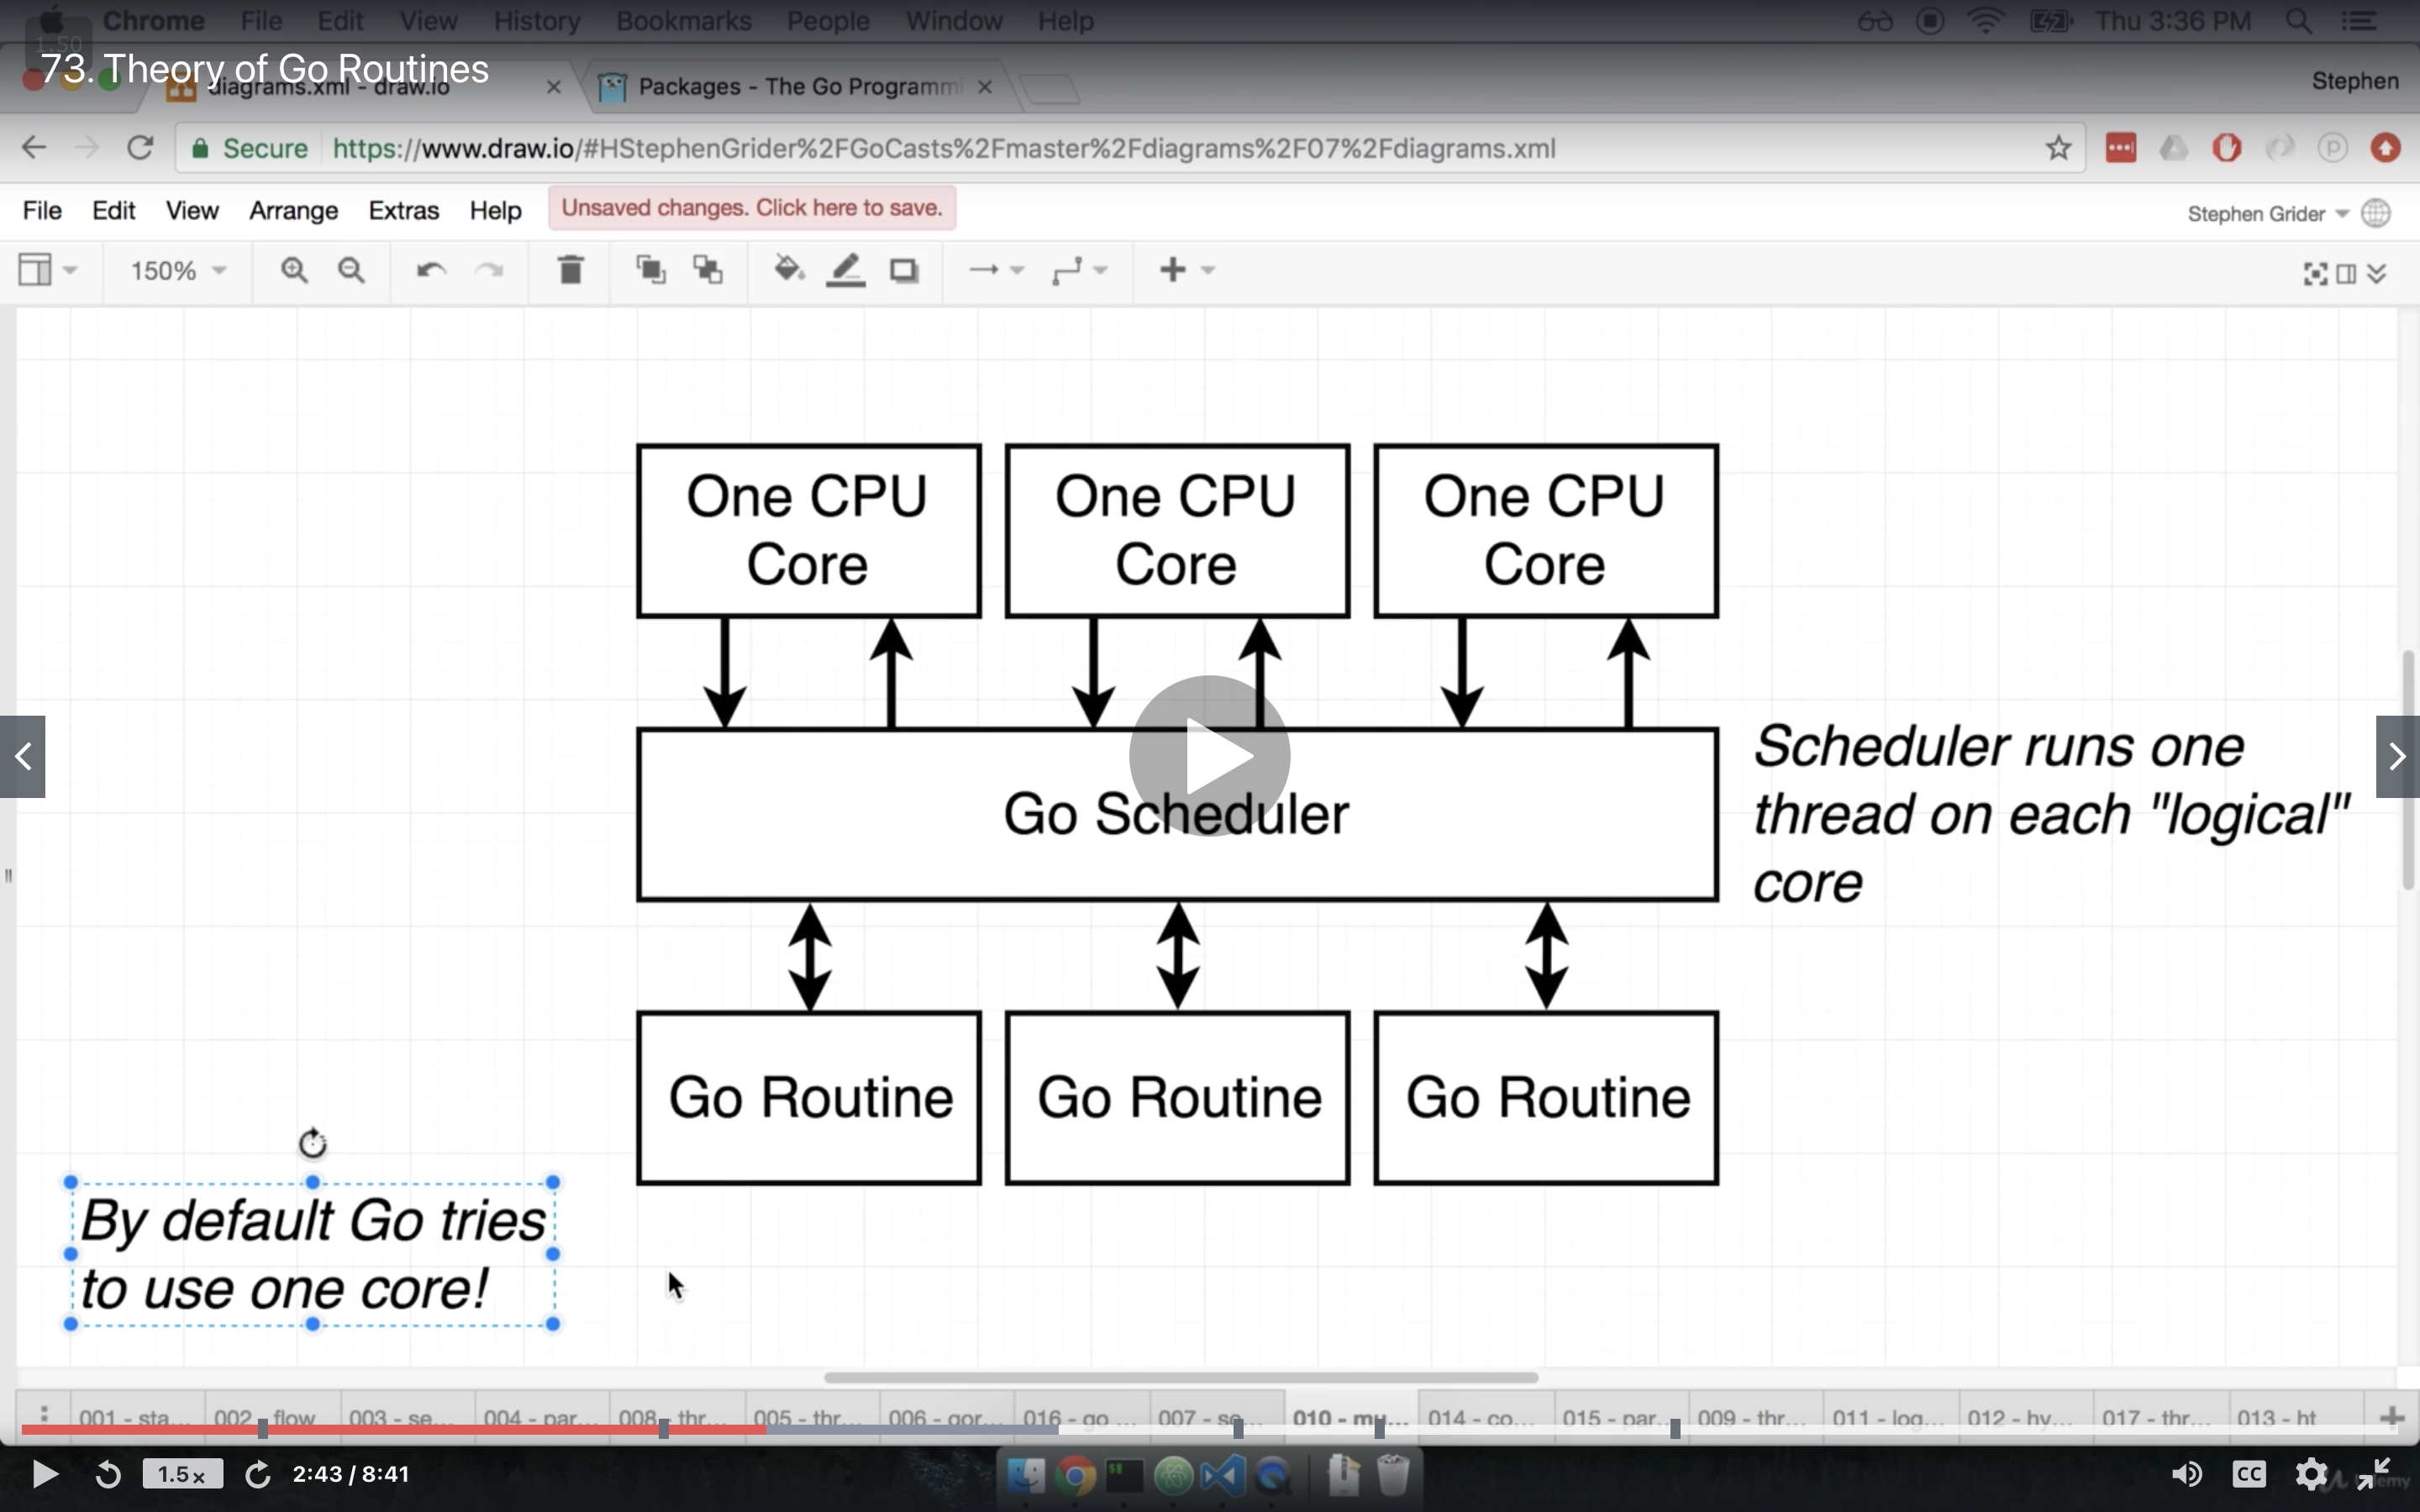 Chrome File Edit View History Bookmarks People Window Help Thu 3:36 PM
1.50
73. Theory of Go Routines
diagrams.xml - draw.io Packages - The Go Programmi Stephen
Secure https://www.draw.io/#HStephenGrider%2FGoCasts%2Fmaster%2Fdiagrams%2F07%2Fdiagrams.xml
File Edit View Arrange Extras Help Unsaved changes. Click here to save. Stephen Grider
150%
One CPU
Core
One CPU
Core
One CPU
Core
Go Scheduler
Scheduler runs one
thread on each "logical"
core
Go Routine Go Routine Go Routine
By default Go tries
to use one core!
001 - sta... 002 - flow 003 - se... 004 - par... 008 - thr... 005 - thr... 006 - gor... 016 - go ... 007 - sc... 010 - mu... 014 - co... 015 - par... 009 - thr... 011 - log... 012 - hy... 017 - thr... 013 - ht
1.5x 2:43 / 8:41 CC